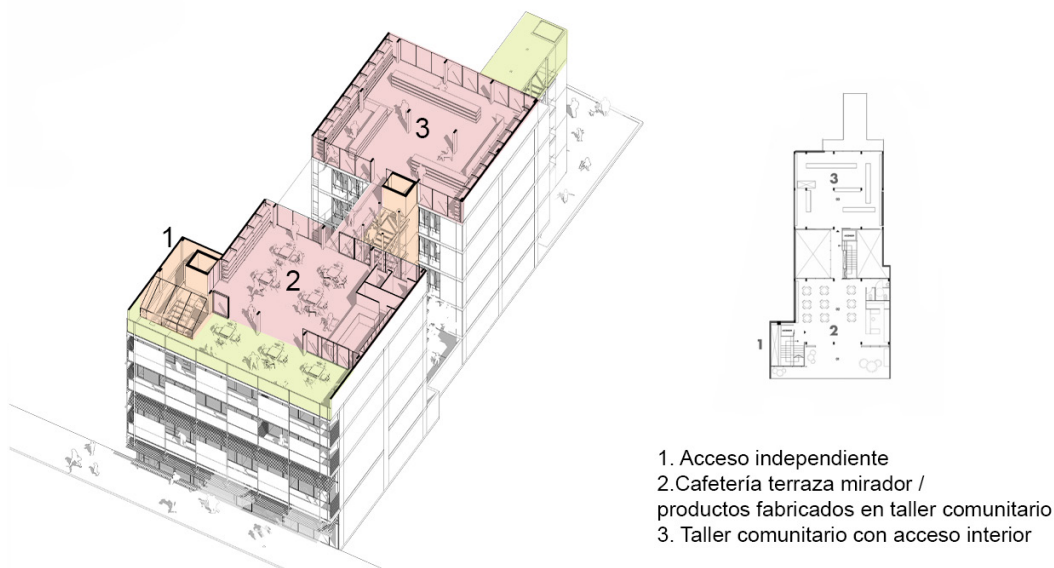 3
1
2
3
2
1
1. Acceso independiente
2.Cafetería terraza mirador /
productos fabricados en taller comunitario
3. Taller comunitario con acceso interior